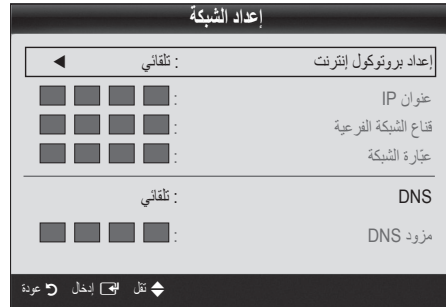 إعداد الشبكة
إعداد بروتوكول إنترنت : تلقائي ◀
عنوان IP :
قناع الشبكة الفرعية :
عبّارة الشبكة :
DNS : تلقائي
مزود DNS :
نقل إدخال عودة